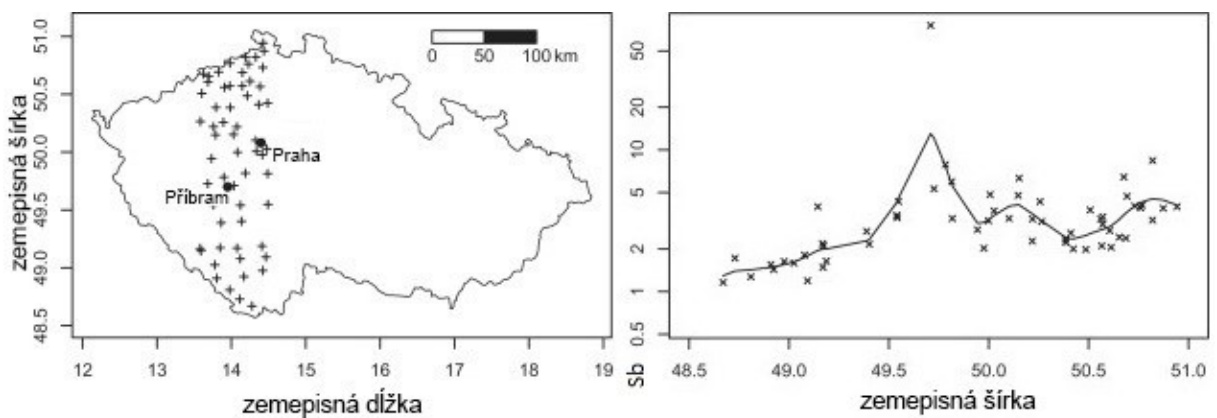 51.0
50.5
50.0
49.5
49.0
48.5
zemepisná šírka
0 50 100 km
Praha
Příbram
12 13 14 15 16 17 18 19
zemepisná dĺžka
50
20
10
5
2
1
0.5
Sb
48.5 49.0 49.5 50.0 50.5 51.0
zemepisná šírka